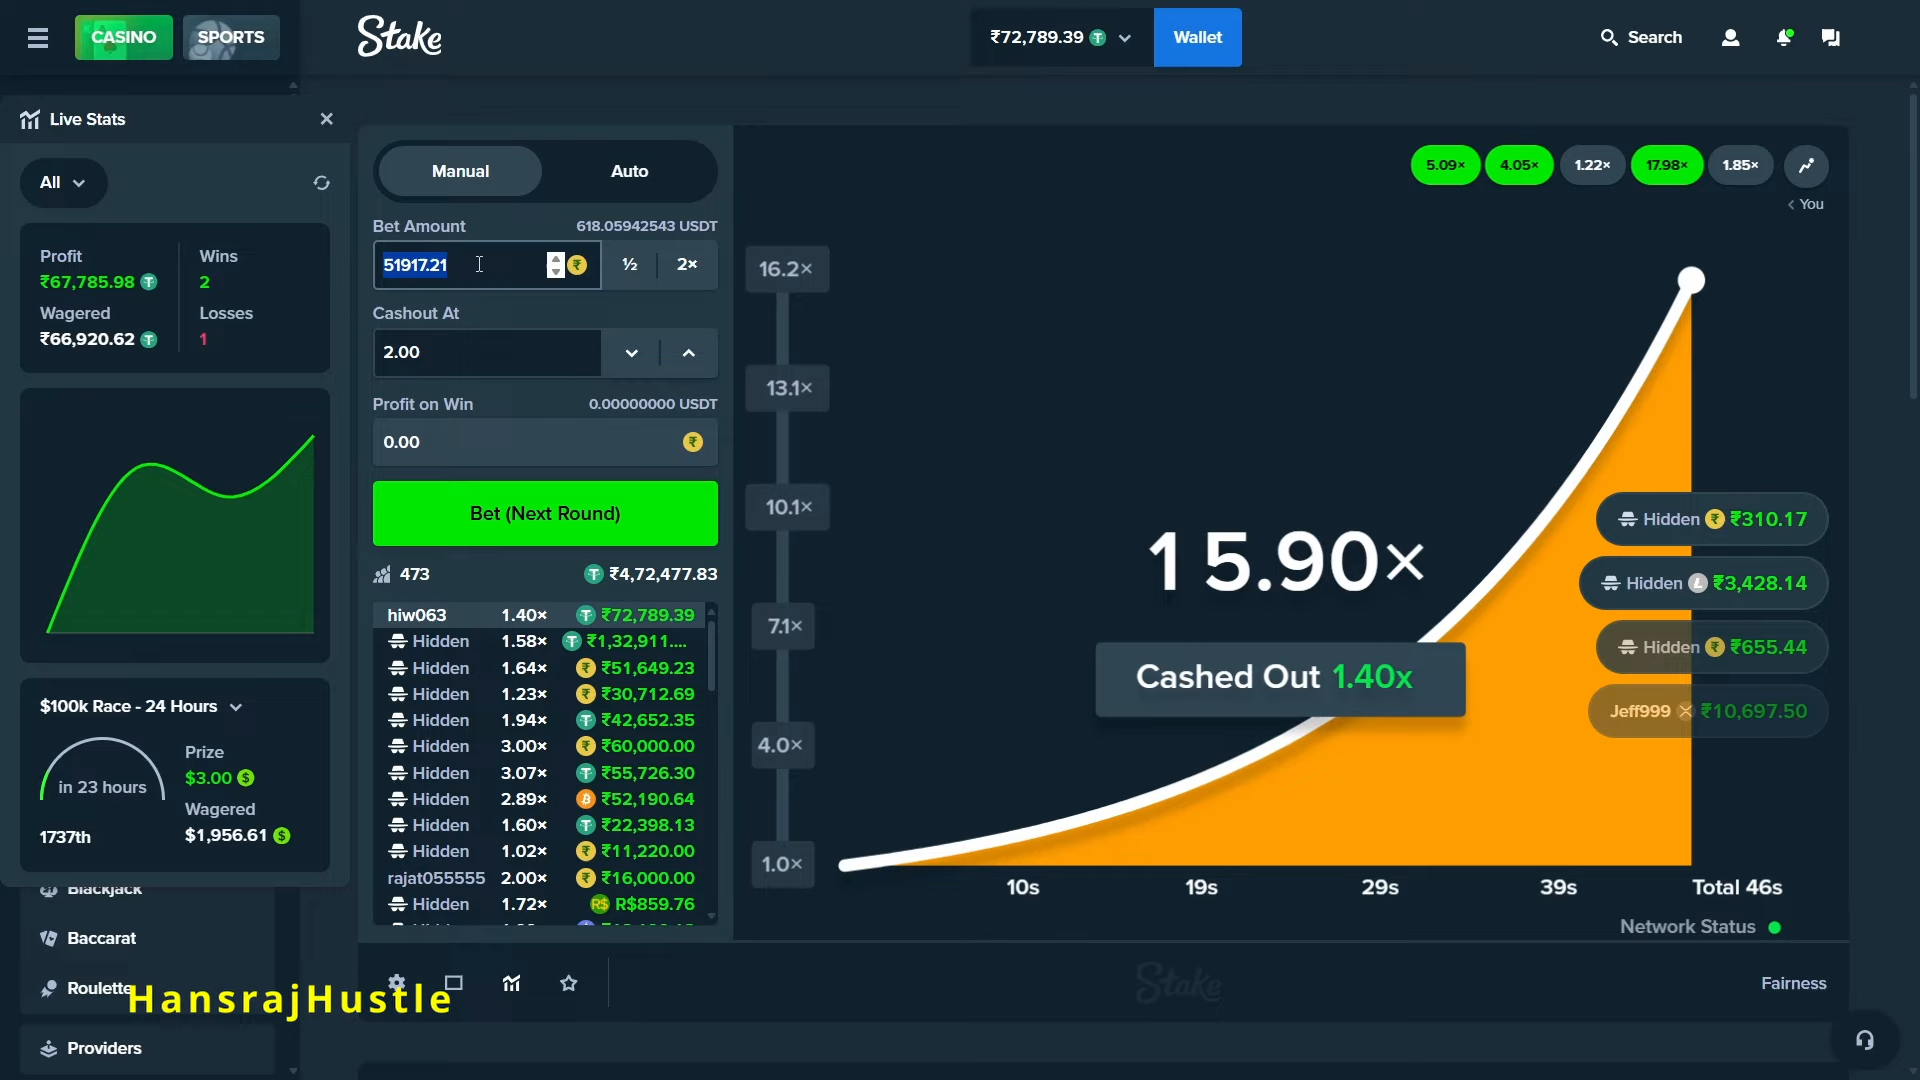 CASINO
SPORTS
Stake
₹72,789.39
Wallet
Search
Live Stats
All
Profit
₹67,785.98
Wins
2
Wagered
₹66,920.62
Losses
1
$100k Race - 24 Hours
in 23 hours
Prize
$3.00
Wagered
$1,956.61
1737th
Blackjack
Baccarat
Roulette
Providers
HansrajHustle
Manual
Auto
Bet Amount
618.05942543 USDT
51917.21
½
2×
Cashout At
2.00
Profit on Win
0.00000000 USDT
0.00
Bet (Next Round)
473
₹4,72,477.83
hiw063 1.40× ₹72,789.39
Hidden 1.58× ₹1,32,911....
Hidden 1.64× ₹51,649.23
Hidden 1.23× ₹30,712.69
Hidden 1.94× ₹42,652.35
Hidden 3.00× ₹60,000.00
Hidden 3.07× ₹55,726.30
Hidden 2.89× ₹52,190.64
Hidden 1.60× ₹22,398.13
Hidden 1.02× ₹11,220.00
rajat055555 2.00× ₹16,000.00
Hidden 1.72× R$859.76
5.09×
4.05×
1.22×
17.98×
1.85×
You
16.2×
13.1×
10.1×
7.1×
4.0×
1.0×
15.90×
Cashed Out 1.40x
Hidden ₹310.17
Hidden ₹3,428.14
Hidden ₹655.44
Jeff999 ₹10,697.50
10s
19s
29s
39s
Total 46s
Network Status
Stake
Fairness